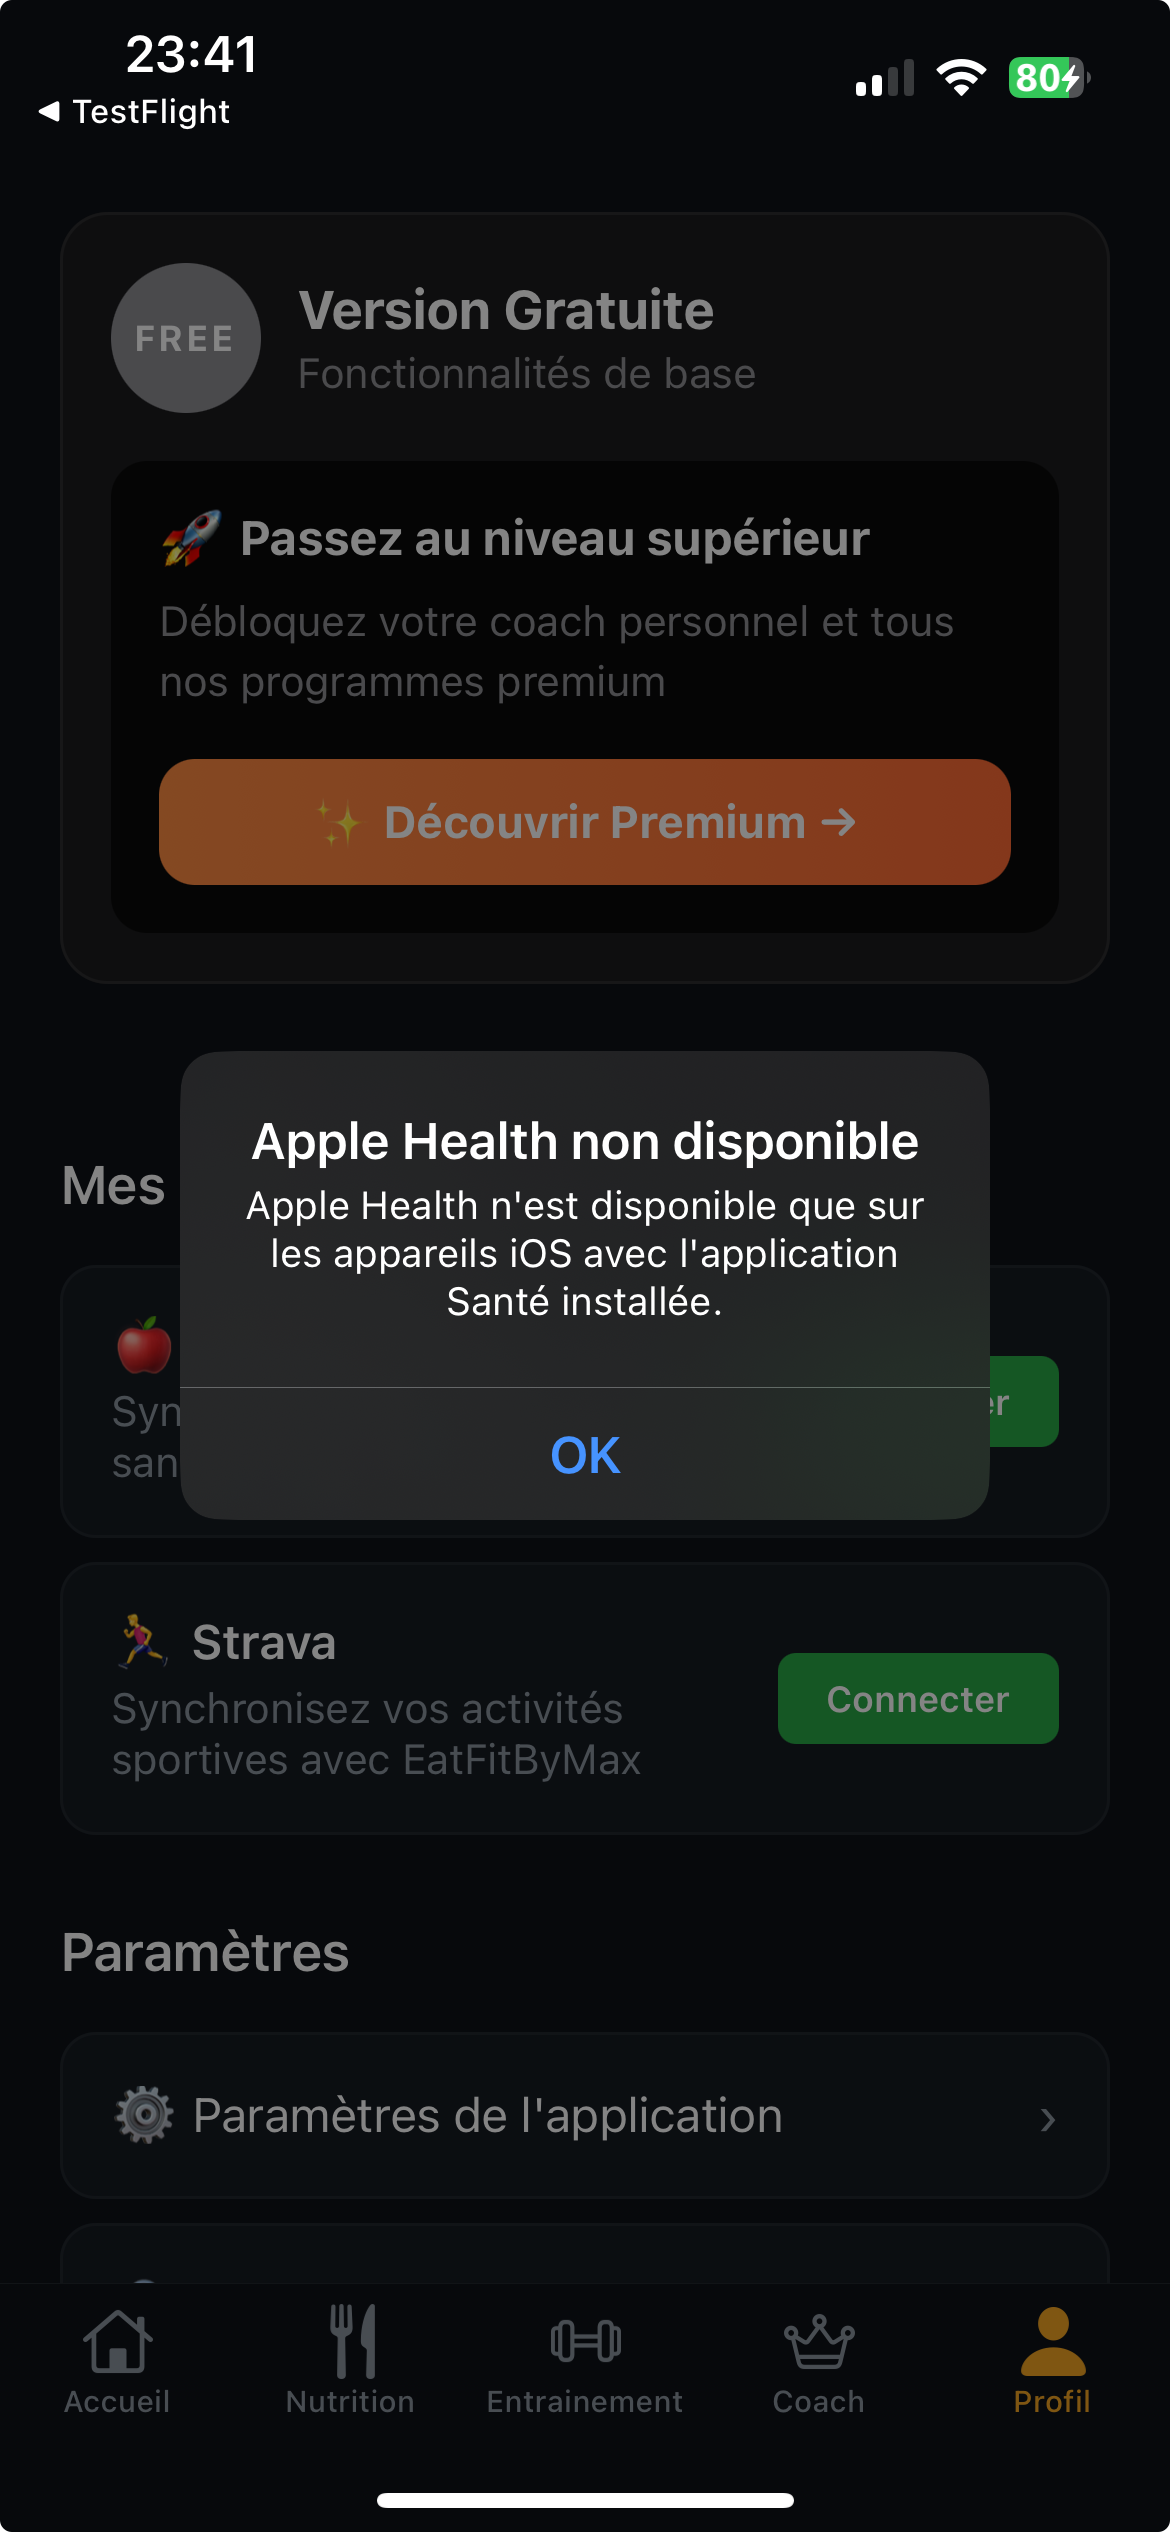 23:41
80
◀ TestFlight
FREE
Version Gratuite
Fonctionnalités de base
🚀 Passez au niveau supérieur
Débloquez votre coach personnel et tous
nos programmes premium
✨ Découvrir Premium →
Apple Health non disponible
Apple Health n'est disponible que sur
les appareils iOS avec l'application
Santé installée.
OK
Mes
Strava
Synchronisez vos activités
sportives avec EatFitByMax
Connecter
Paramètres
Paramètres de l'application ›
Accueil
Nutrition
Entrainement
Coach
Profil